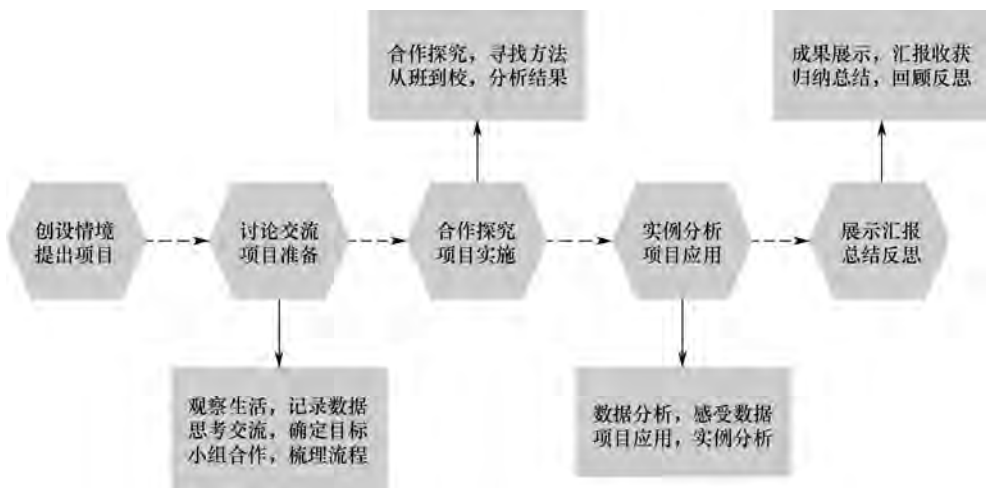 合作探究，寻找方法
从班到校，分析结果
成果展示，汇报收获
归纳总结，回顾反思
创设情境
提出项目
讨论交流
项目准备
合作探究
项目实施
实例分析
项目应用
展示汇报
总结反思
观察生活，记录数据
思考交流，确定目标
小组合作，梳理流程
数据分析，感受数据
项目应用，实例分析